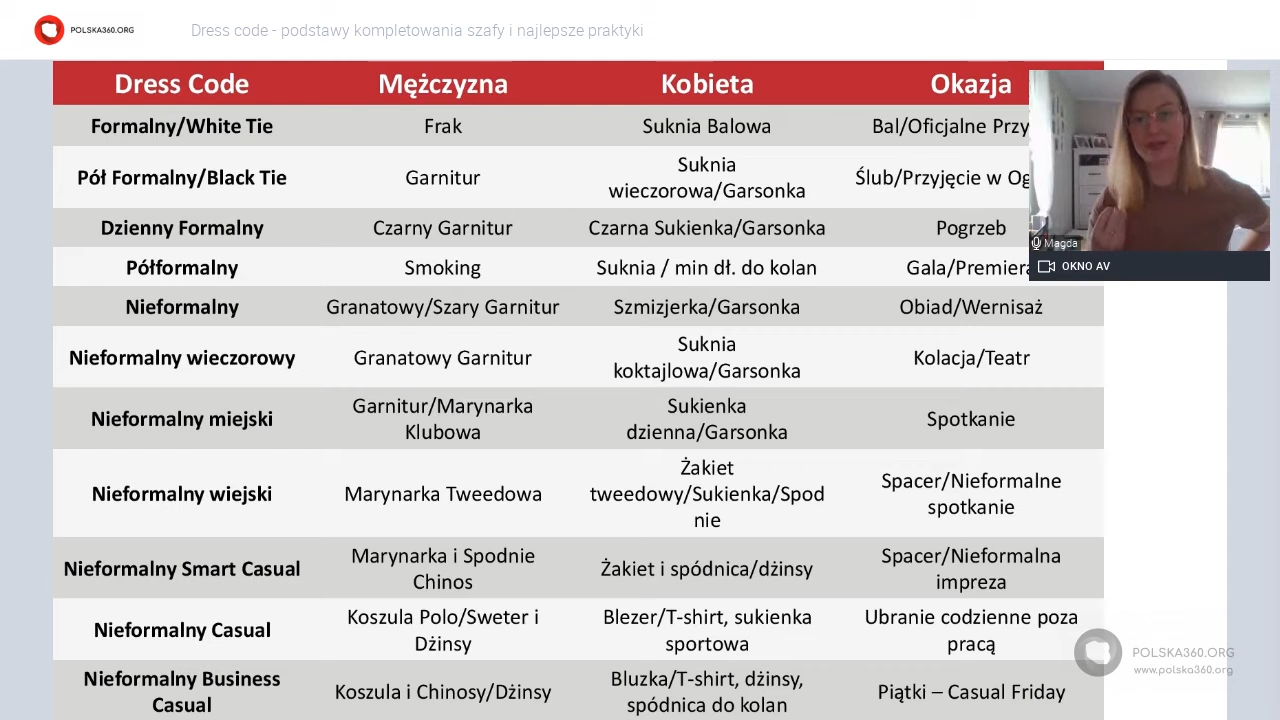 POLSKA360.ORG
Dress code - podstawy kompletowania szafy i najlepsze praktyki
Dress Code Mężczyzna Kobieta Okazja
Formalny/White Tie Frak Suknia Balowa Bal/Oficjalne
Pół Formalny/Black Tie Garnitur Suknia wieczorowa/Garsonka Ślub/Przyjęcie w
Dzienny Formalny Czarny Garnitur Czarna Sukienka/Garsonka Pogrzeb
Półformalny Smoking Suknia / min dł. do kolan Gala/Premiera
Nieformalny Granatowy/Szary Garnitur Szmizjerka/Garsonka Obiad/Wernisaż
Nieformalny wieczorowy Granatowy Garnitur Suknia koktajlowa/Garsonka Kolacja/Teatr
Nieformalny miejski Garnitur/Marynarka Klubowa Sukienka dzienna/Garsonka Spotkanie
Nieformalny wiejski Marynarka Tweedowa Żakiet tweedowy/Sukienka/Spod nie Spacer/Nieformalne spotkanie
Nieformalny Smart Casual Marynarka i Spodnie Chinos Żakiet i spódnica/dżinsy Spacer/Nieformalna impreza
Nieformalny Casual Koszula Polo/Sweter i Dżinsy Blezer/T-shirt, sukienka sportowa Ubranie codzienne poza pracą
Nieformalny Business Casual Koszula i Chinosy/Dżinsy Bluzka/T-shirt, dżinsy, spódnica do kolan Piątki – Casual Friday
Magda
OKNO AV
POLSKA360.ORG
www.polska360.org